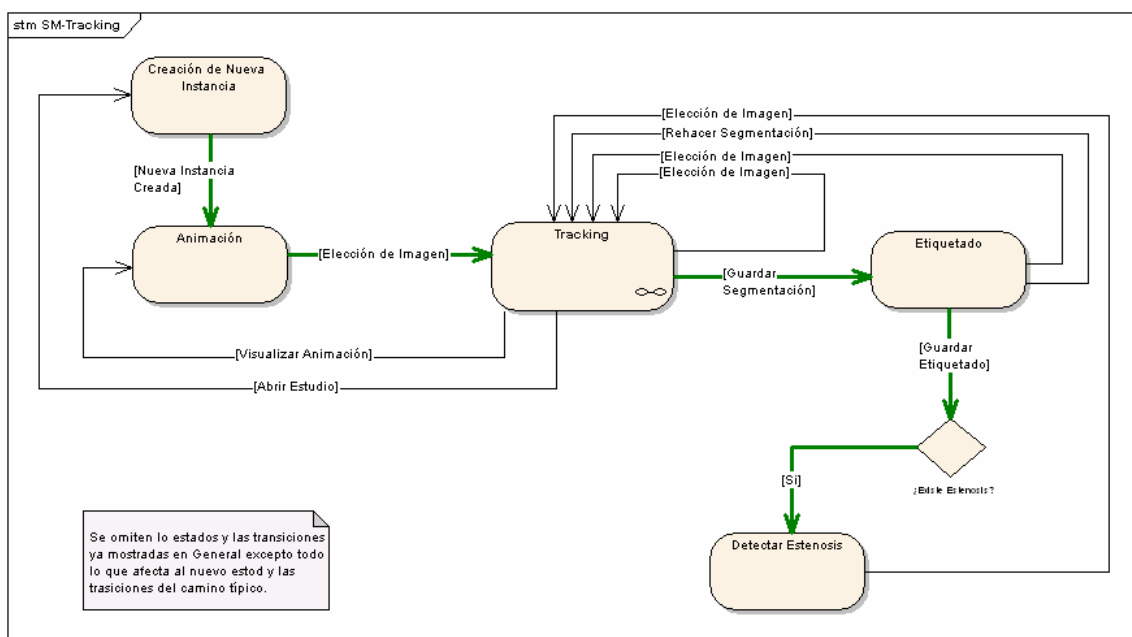 stm SM-Tracking
Creación de Nueva
Instancia
[Elección de Imagen]
[Rehacer Segmentación]
[Elección de Imagen]
[Elección de Imagen]
[Nueva Instancia
Creada]
Animación
[Elección de Imagen]
Tracking
Etiquetado
[Guardar
Segmentación]
[Visualizar Animación]
[Abrir Estudio]
[Guardar
Etiquetado]
[Si]
¿Existe Estenosis?
Se omiten lo estados y las transiciones
ya mostradas en General excepto todo
lo que afecta al nuevo estod y las
trasiciones del camino típico.
Detectar Estenosis